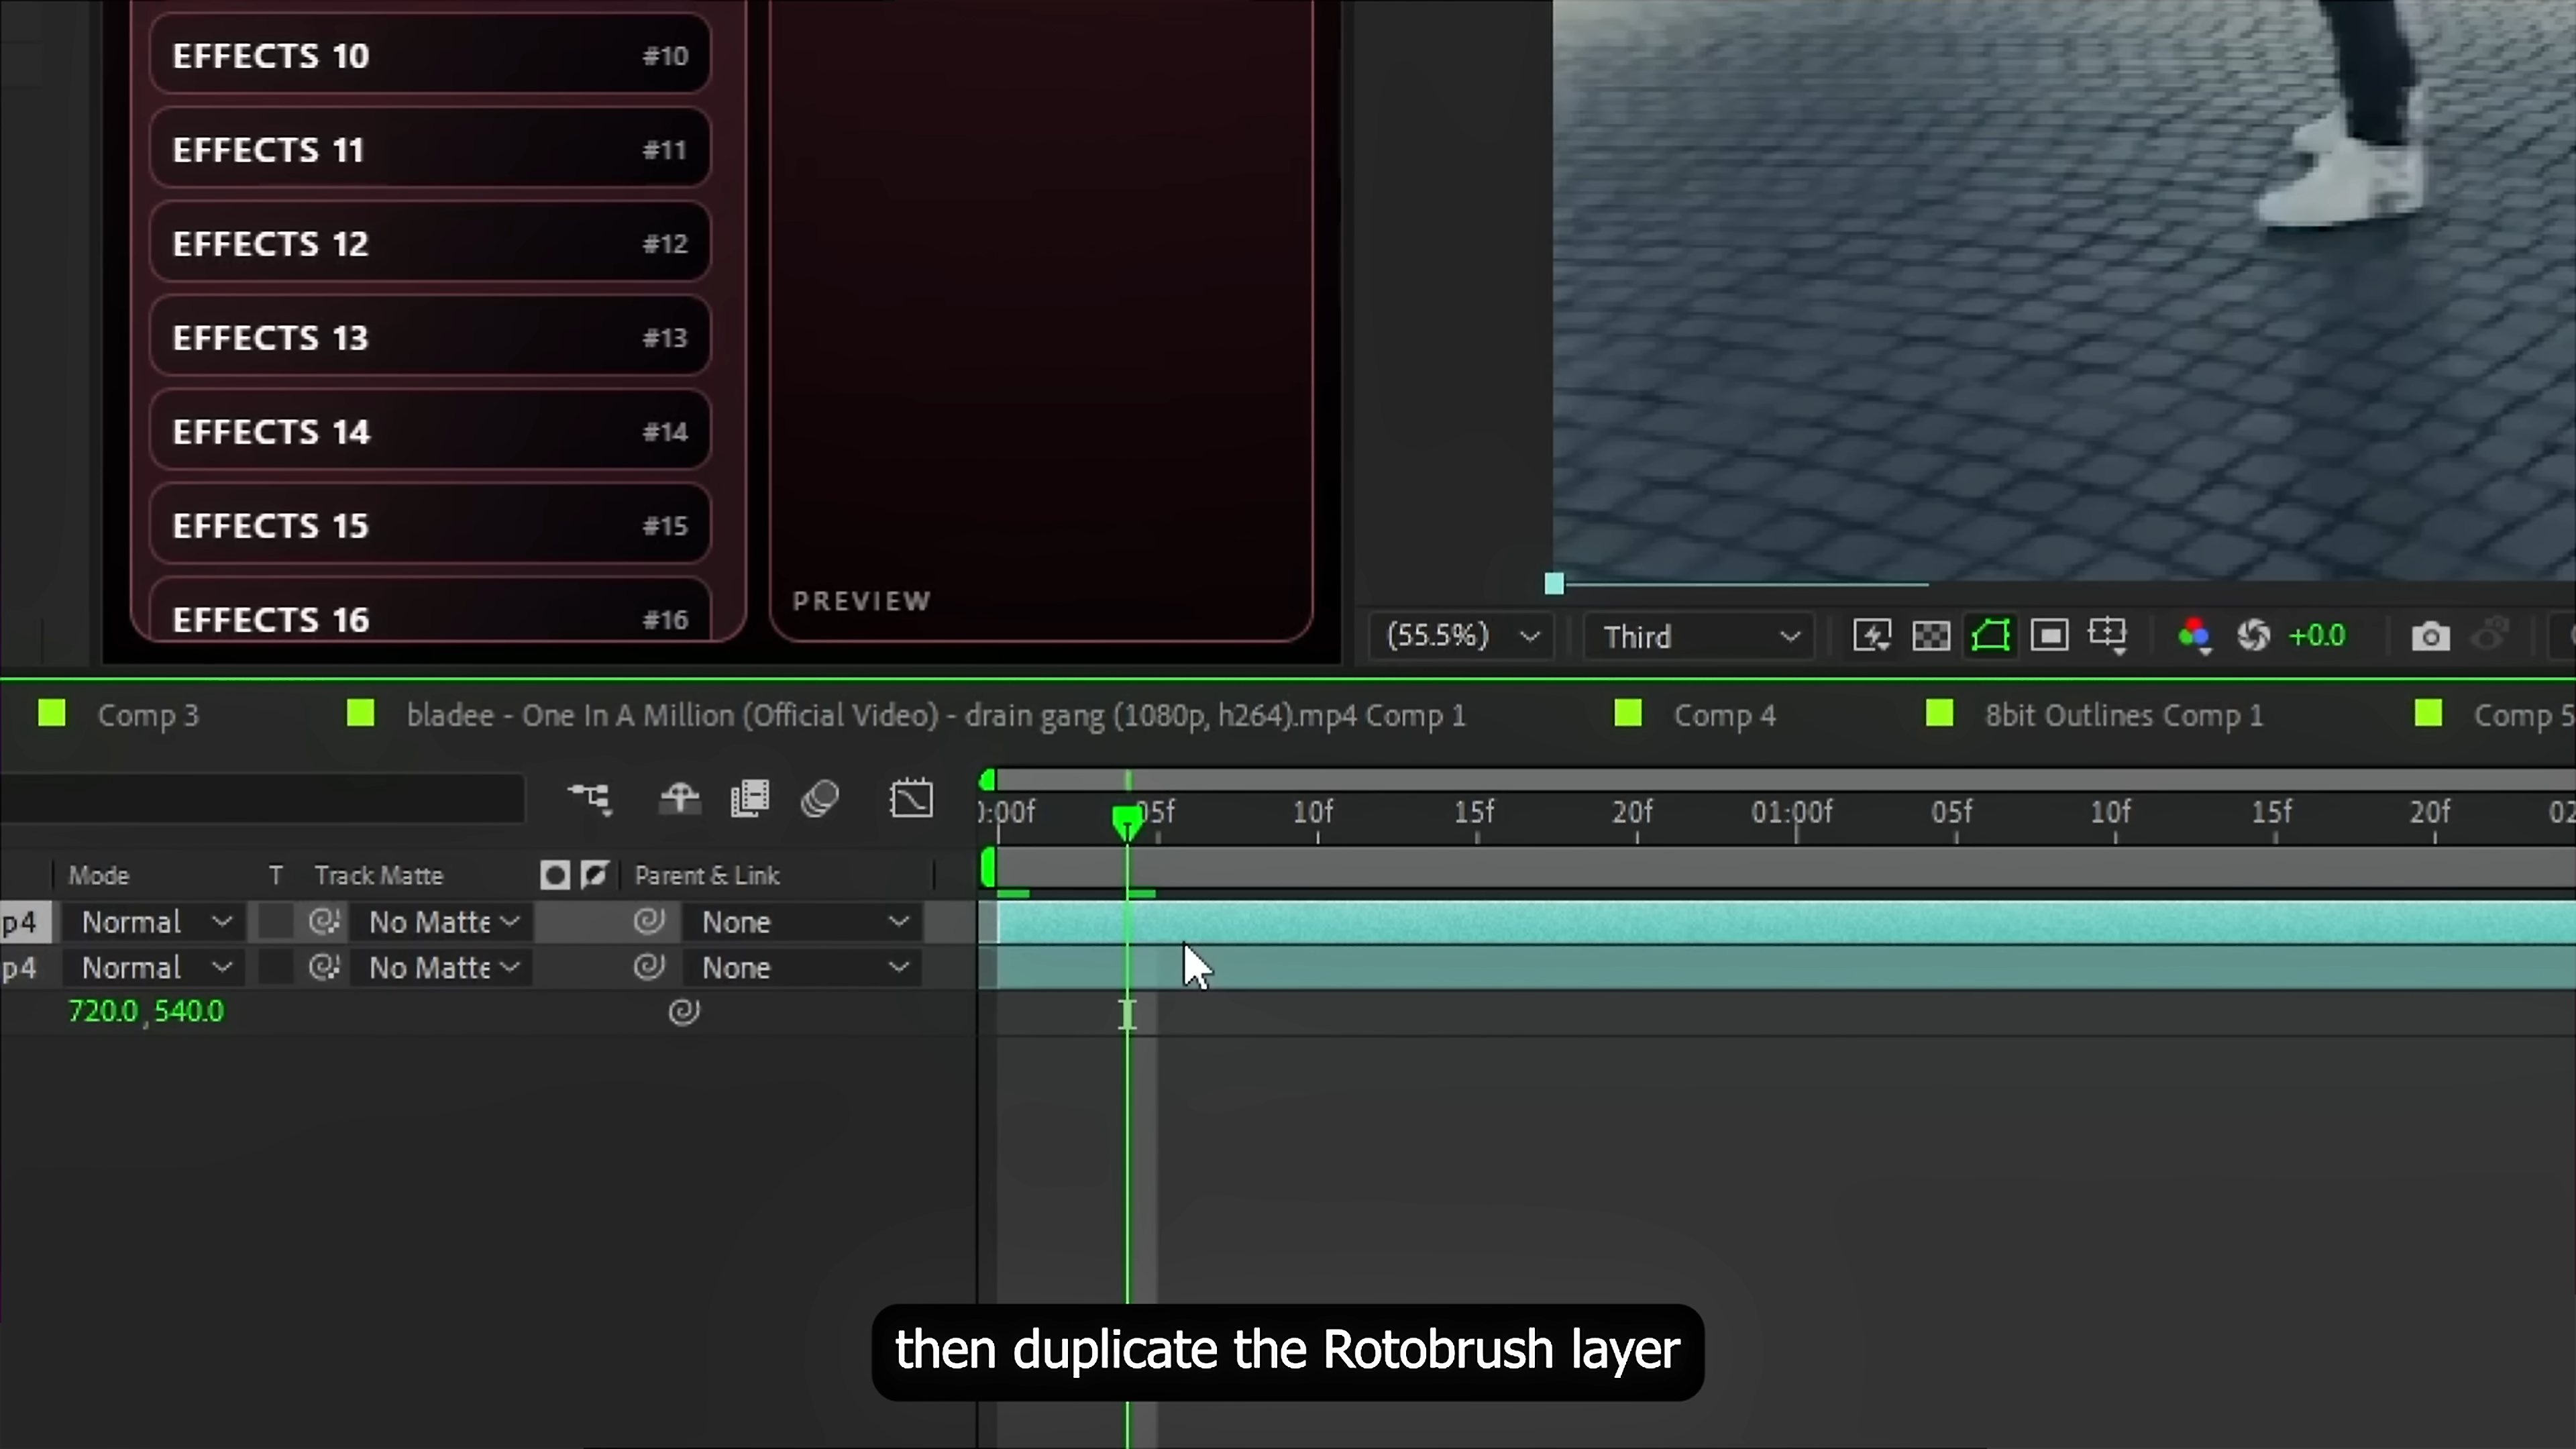 EFFECTS 10 #10
EFFECTS 11 #11
EFFECTS 12 #12
EFFECTS 13 #13
EFFECTS 14 #14
EFFECTS 15 #15
EFFECTS 16 #16
PREVIEW
(55.5%) Third +0.0
Comp 3 bladee - One In A Million (Official Video) - drain gang (1080p, h264).mp4 Comp 1 Comp 4 8bit Outlines Comp 1 Comp 5
0:00f 05f 10f 15f 20f 01:00f 05f 10f 15f 20f 02
Mode T Track Matte Parent & Link
p4 Normal No Matte None
p4 Normal No Matte None
720.0, 540.0
then duplicate the Rotobrush layer